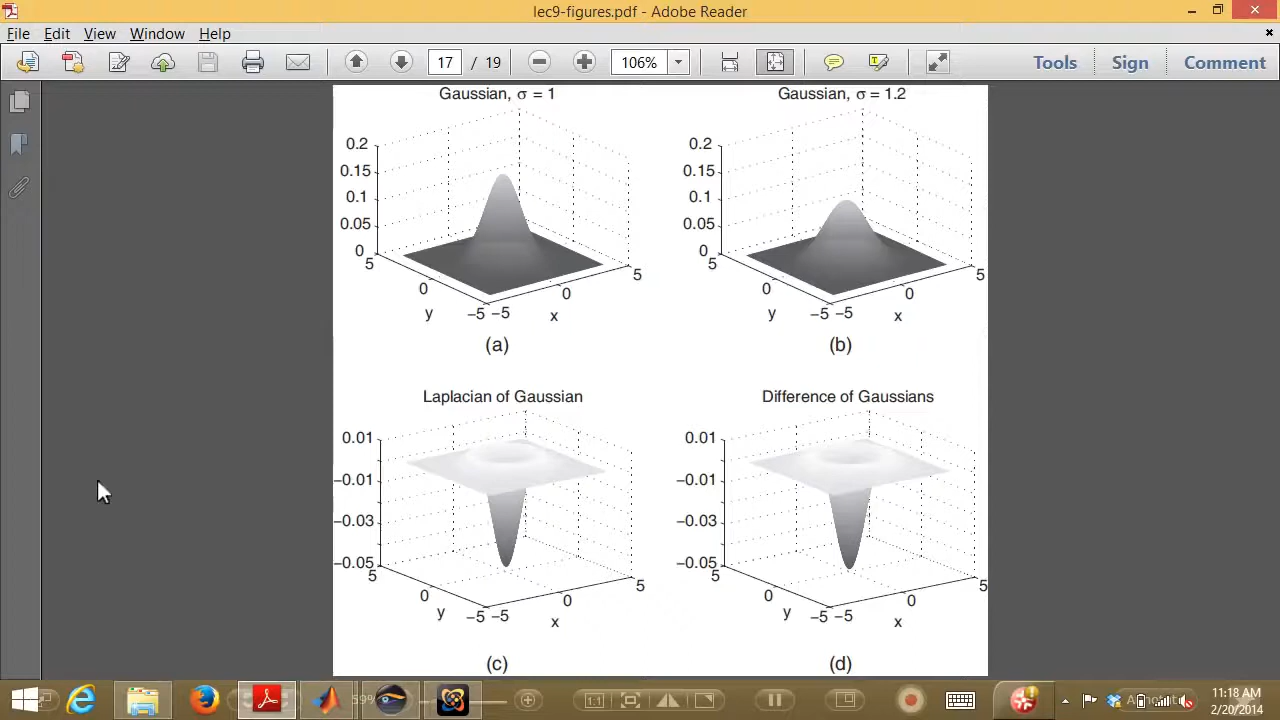 lec9-figures.pdf - Adobe Reader
File Edit View Window Help
17 / 19 106% Tools Sign Comment
Gaussian, σ = 1
0.2
0.15
0.1
0.05
0
5
0
−5
−5
0
5
y
x
(a)
Gaussian, σ = 1.2
0.2
0.15
0.1
0.05
0
5
0
−5
−5
0
5
y
x
(b)
Laplacian of Gaussian
0.01
−0.01
−0.03
−0.05
5
0
−5
−5
0
5
y
x
(c)
Difference of Gaussians
0.01
−0.01
−0.03
−0.05
5
0
−5
−5
0
5
y
x
(d)
1:1
11:18 AM
2/20/2014